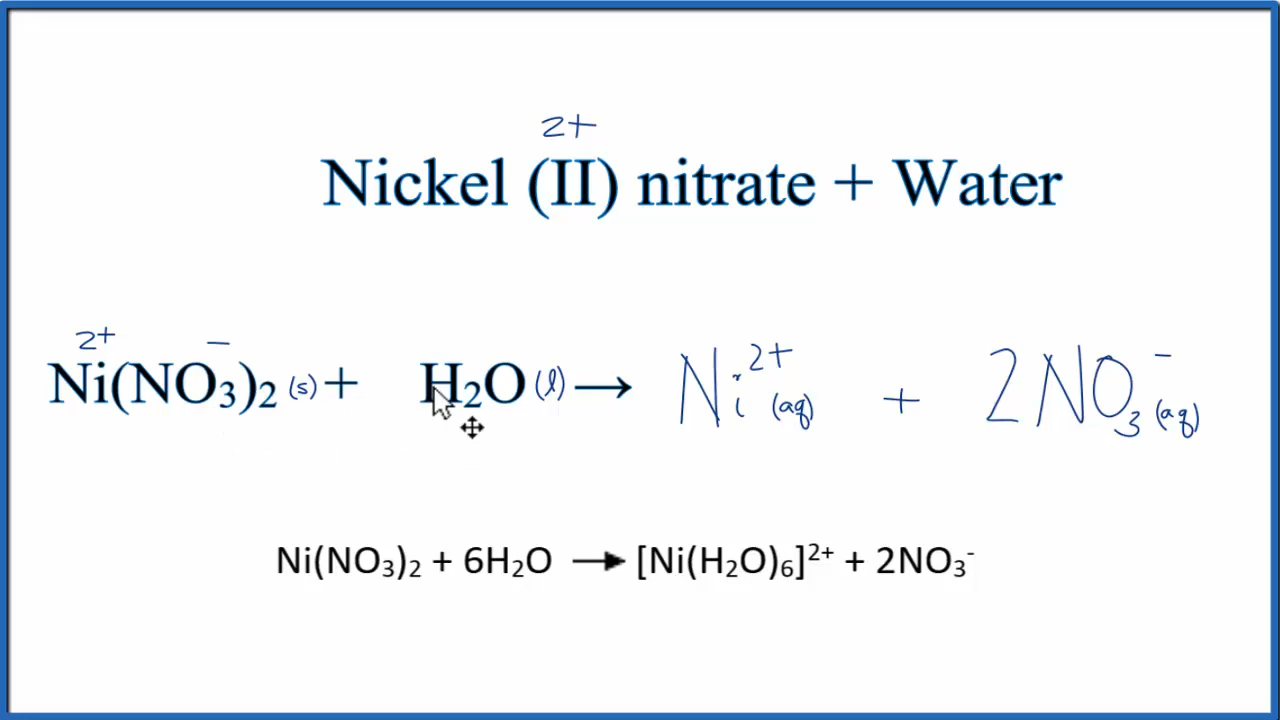 2+
Nickel (II) nitrate + Water
2+ −
Ni(NO₃)₂ (s) + H₂O (l) → Ni²⁺ (aq) + 2NO₃⁻ (aq)
Ni(NO₃)₂ + 6H₂O → [Ni(H₂O)₆]²⁺ + 2NO₃⁻